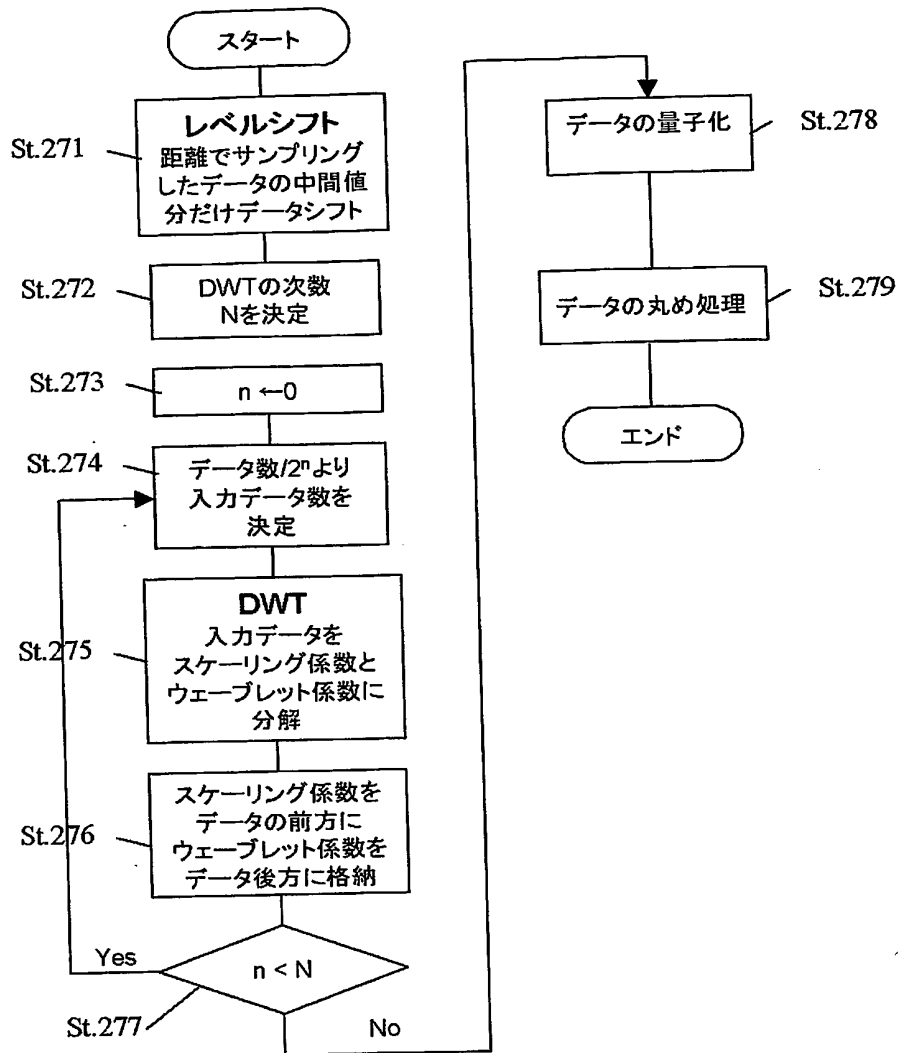 スタート
St.271
レベルシフト
距離でサンプリング
したデータの中間値
分だけデータシフト
St.272
DWTの次数
Nを決定
St.273
n ←0
St.274
データ数/2ⁿより
入力データ数を
決定
St.275
DWT
入力データを
スケーリング係数と
ウェーブレット係数に
分解
St.276
スケーリング係数を
データの前方に
ウェーブレット係数を
データ後方に格納
Yes
n < N
St.277
No
データの量子化
St.278
データの丸め処理
St.279
エンド